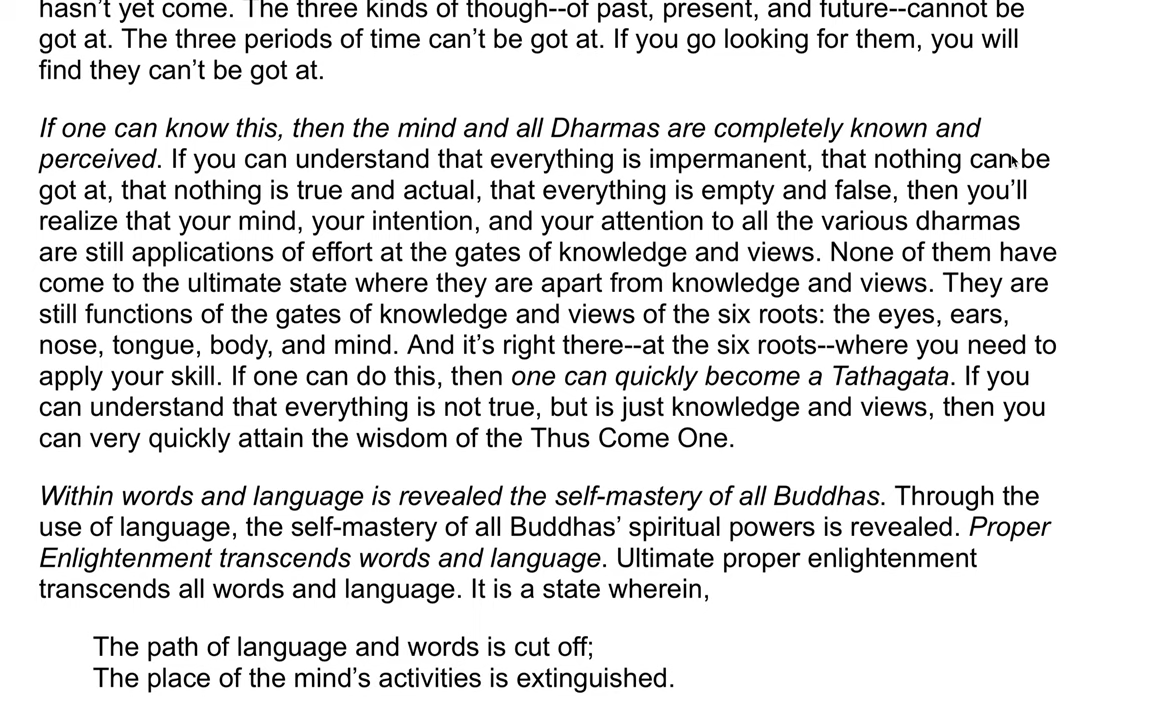 hasn't yet come. The three kinds of though--of past, present, and future--cannot be
got at. The three periods of time can't be got at. If you go looking for them, you will
find they can't be got at.
If one can know this, then the mind and all Dharmas are completely known and
perceived. If you can understand that everything is impermanent, that nothing can be
got at, that nothing is true and actual, that everything is empty and false, then you'll
realize that your mind, your intention, and your attention to all the various dharmas
are still applications of effort at the gates of knowledge and views. None of them have
come to the ultimate state where they are apart from knowledge and views. They are
still functions of the gates of knowledge and views of the six roots: the eyes, ears,
nose, tongue, body, and mind. And it's right there--at the six roots--where you need to
apply your skill. If one can do this, then one can quickly become a Tathagata. If you
can understand that everything is not true, but is just knowledge and views, then you
can very quickly attain the wisdom of the Thus Come One.
Within words and language is revealed the self-mastery of all Buddhas. Through the
use of language, the self-mastery of all Buddhas' spiritual powers is revealed. Proper
Enlightenment transcends words and language. Ultimate proper enlightenment
transcends all words and language. It is a state wherein,
The path of language and words is cut off;
The place of the mind's activities is extinguished.